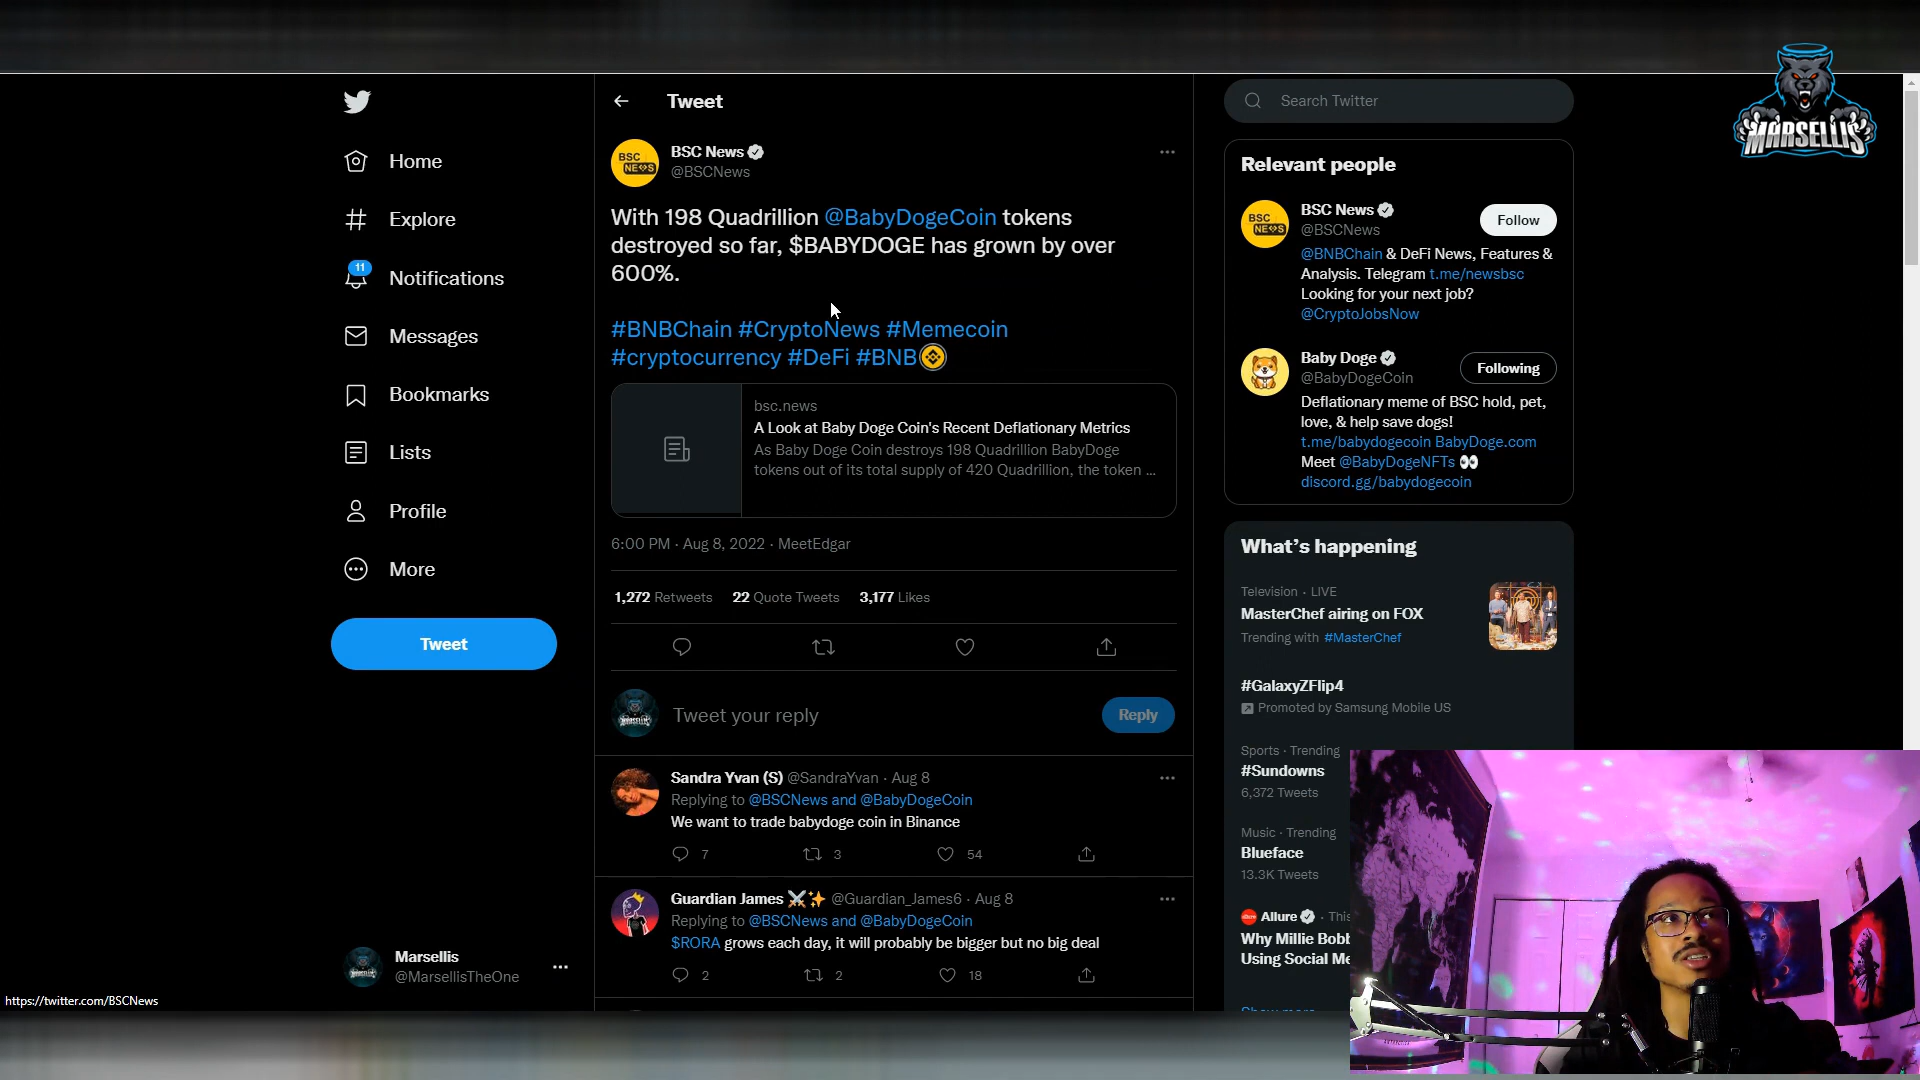 MARSELLIS
Home
Explore
11
Notifications
Messages
Bookmarks
Lists
Profile
More
Tweet
Marsellis
@MarsellisTheOne
https://twitter.com/BSCNews
Tweet
BSC NEWS
BSC News
@BSCNews
With 198 Quadrillion @BabyDogeCoin tokens
destroyed so far, $BABYDOGE has grown by over
600%.
#BNBChain #CryptoNews #Memecoin
#cryptocurrency #DeFi #BNB
bsc.news
A Look at Baby Doge Coin's Recent Deflationary Metrics
As Baby Doge Coin destroys 198 Quadrillion BabyDoge
tokens out of its total supply of 420 Quadrillion, the token ...
6:00 PM · Aug 8, 2022 · MeetEdgar
1,272 Retweets 22 Quote Tweets 3,177 Likes
Tweet your reply
Reply
Sandra Yvan (S) @SandraYvan · Aug 8
Replying to @BSCNews and @BabyDogeCoin
We want to trade babydoge coin in Binance
7 3 54
Guardian James @Guardian_James6 · Aug 8
Replying to @BSCNews and @BabyDogeCoin
$RORA grows each day, it will probably be bigger but no big deal
2 2 18
Search Twitter
Relevant people
BSC NEWS
BSC News
@BSCNews
Follow
@BNBChain & DeFi News, Features &
Analysis. Telegram t.me/newsbsc
Looking for your next job?
@CryptoJobsNow
Baby Doge
@BabyDogeCoin
Following
Deflationary meme of BSC hold, pet,
love, & help save dogs!
t.me/babydogecoin BabyDoge.com
Meet @BabyDogeNFTs
discord.gg/babydogecoin
What's happening
Television · LIVE
MasterChef airing on FOX
Trending with #MasterChef
#GalaxyZFlip4
Promoted by Samsung Mobile US
Sports · Trending
#Sundowns
6,372 Tweets
Music · Trending
Blueface
13.3K Tweets
Allure · This
Why Millie Bobb
Using Social Me